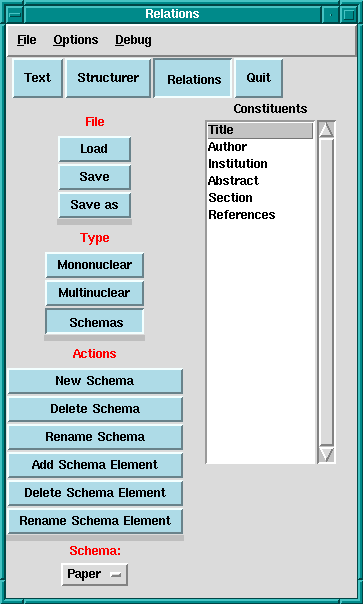 Relations
File Options Debug
Text Structurer Relations Quit
Constituents
File
Load
Save
Save as
Type
Mononuclear
Multinuclear
Schemas
Actions
New Schema
Delete Schema
Rename Schema
Add Schema Element
Delete Schema Element
Rename Schema Element
Schema:
Paper
Title
Author
Institution
Abstract
Section
References